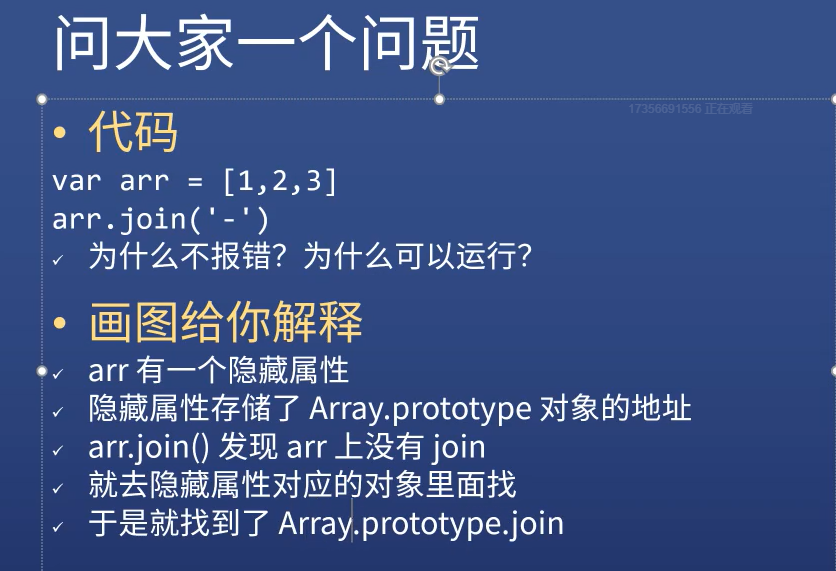 问大家一个问题
17356691556 正在观看
• 代码
var arr = [1,2,3]
arr.join('-')
✓ 为什么不报错？为什么可以运行？
• 画图给你解释
✓ arr 有一个隐藏属性
✓ 隐藏属性存储了 Array.prototype 对象的地址
✓ arr.join() 发现 arr 上没有 join
✓ 就去隐藏属性对应的对象里面找
✓ 于是就找到了 Array.prototype.join